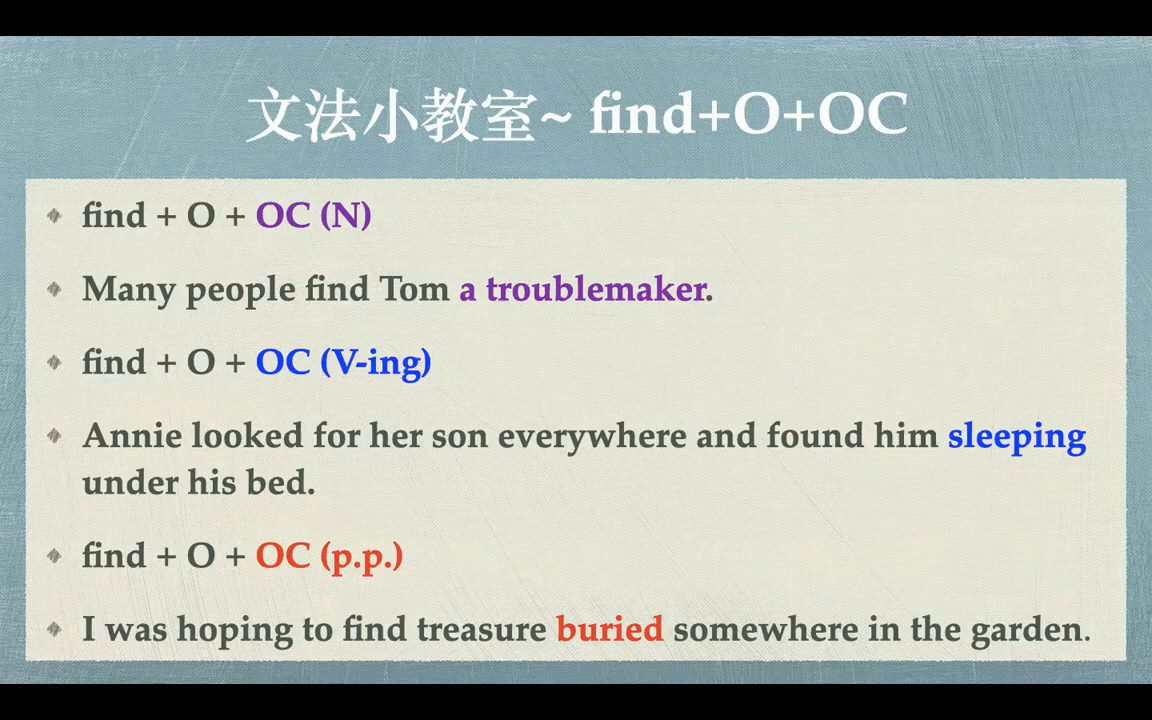 文法小教室~ find+O+OC
find + O + OC (N)
Many people find Tom a troublemaker.
find + O + OC (V-ing)
Annie looked for her son everywhere and found him sleeping
under his bed.
find + O + OC (p.p.)
I was hoping to find treasure buried somewhere in the garden.